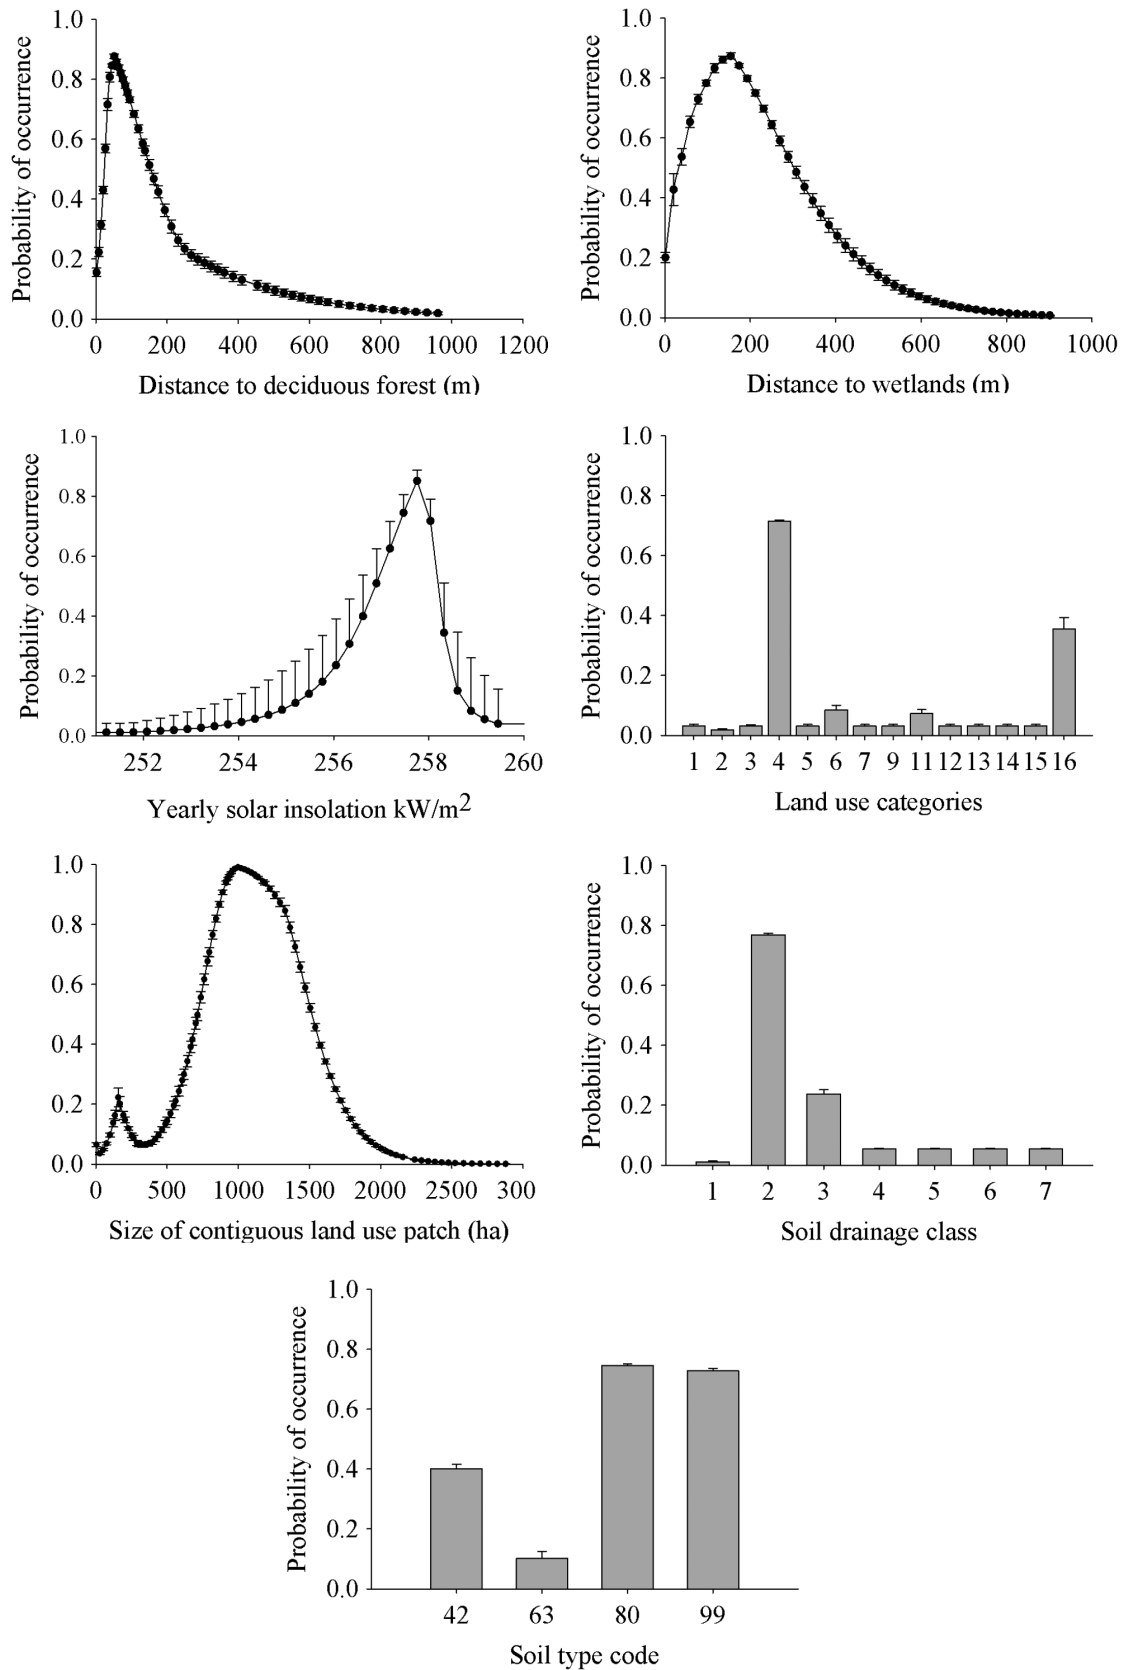 1.0
0.8
0.6
0.4
0.2
0.0
Probability of occurrence
0 200 400 600 800 1000 1200
Distance to deciduous forest (m)
1.0
0.8
0.6
0.4
0.2
0.0
Probability of occurrence
0 200 400 600 800 1000
Distance to wetlands (m)
1.0
0.8
0.6
0.4
0.2
0.0
Probability of occurrence
252 254 256 258 260
Yearly solar insolation kW/m2
1.0
0.8
0.6
0.4
0.2
0.0
Probability of occurrence
1 2 3 4 5 6 7 9 11 12 13 14 15 16
Land use categories
1.0
0.8
0.6
0.4
0.2
0.0
Probability of occurrence
0 500 1000 1500 2000 2500 300
Size of contiguous land use patch (ha)
1.0
0.8
0.6
0.4
0.2
0.0
Probability of occurrence
1 2 3 4 5 6 7
Soil drainage class
1.0
0.8
0.6
0.4
0.2
0.0
Probability of occurrence
42 63 80 99
Soil type code